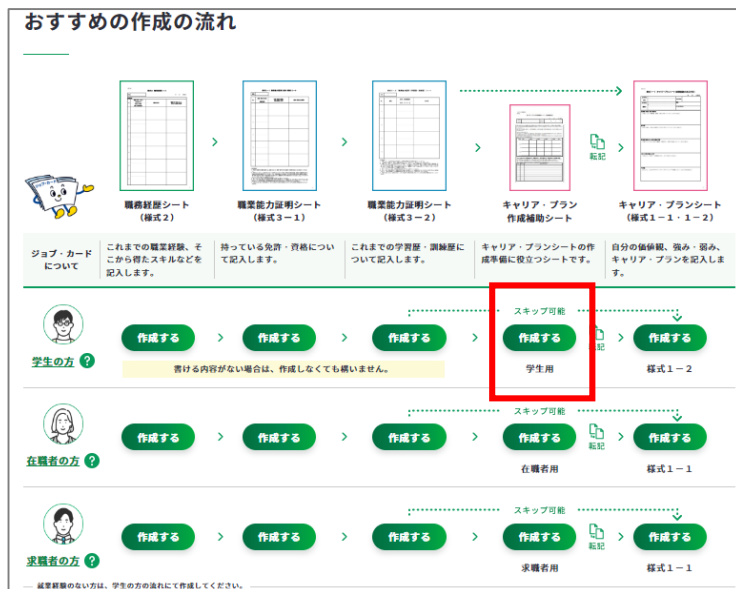 おすすめの作成の流れ
転記
職務経歴シート
（様式２）
職業能力証明シート
（様式３－１）
職業能力証明シート
（様式３－２）
キャリア・プラン
作成補助シート
キャリア・プランシート
（様式１－１・１－２）
ジョブ・カード
について
これまでの職業経験、そ
こから得たスキルなどを
記入します。
持っている免許・資格につい
て記入します。
これまでの学習歴・訓練歴に
ついて記入します。
キャリア・プランシートの作
成準備に役立つシートです。
自分の価値観、強み・弱み、
キャリア・プランを記入しま
す。
スキップ可能
学生の方 ?
作成する
作成する
作成する
作成する
作成する
書ける内容がない場合は、作成しなくても構いません。
学生用
様式１－２
スキップ可能
在職者の方 ?
作成する
作成する
作成する
作成する
転記
作成する
在職者用
様式１－１
スキップ可能
求職者の方 ?
作成する
作成する
作成する
作成する
転記
作成する
求職者用
様式１－１
就業経験のない方は、学生の方の流れにて作成してください。